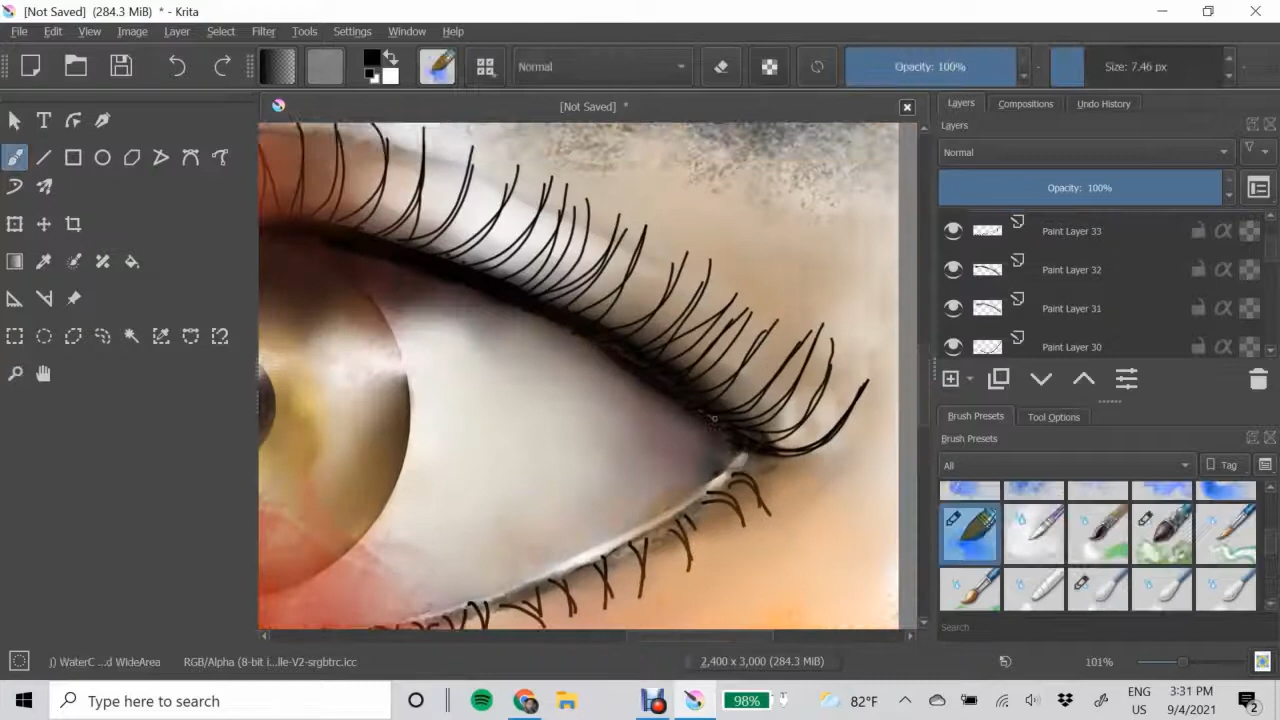 [Not Saved] (284.3 MiB) * - Krita
File Edit View Image Layer Select Filter Tools Settings Window Help
Normal
Opacity: 100%
Size: 7.46 px
[Not Saved] *
Layers Compositions Undo History
Layers
Normal
Opacity: 100%
Paint Layer 33
Paint Layer 32
Paint Layer 31
Paint Layer 30
Brush Presets Tool Options
Brush Presets
All
Tag
Search
j) WaterC ...d WideArea
RGB/Alpha (8-bit i...lle-V2-srgbtrc.icc
2,400 x 3,000 (284.3 MiB)
101%
Type here to search
98%
82°F
ENG
US
3:31 PM
9/4/2021
2